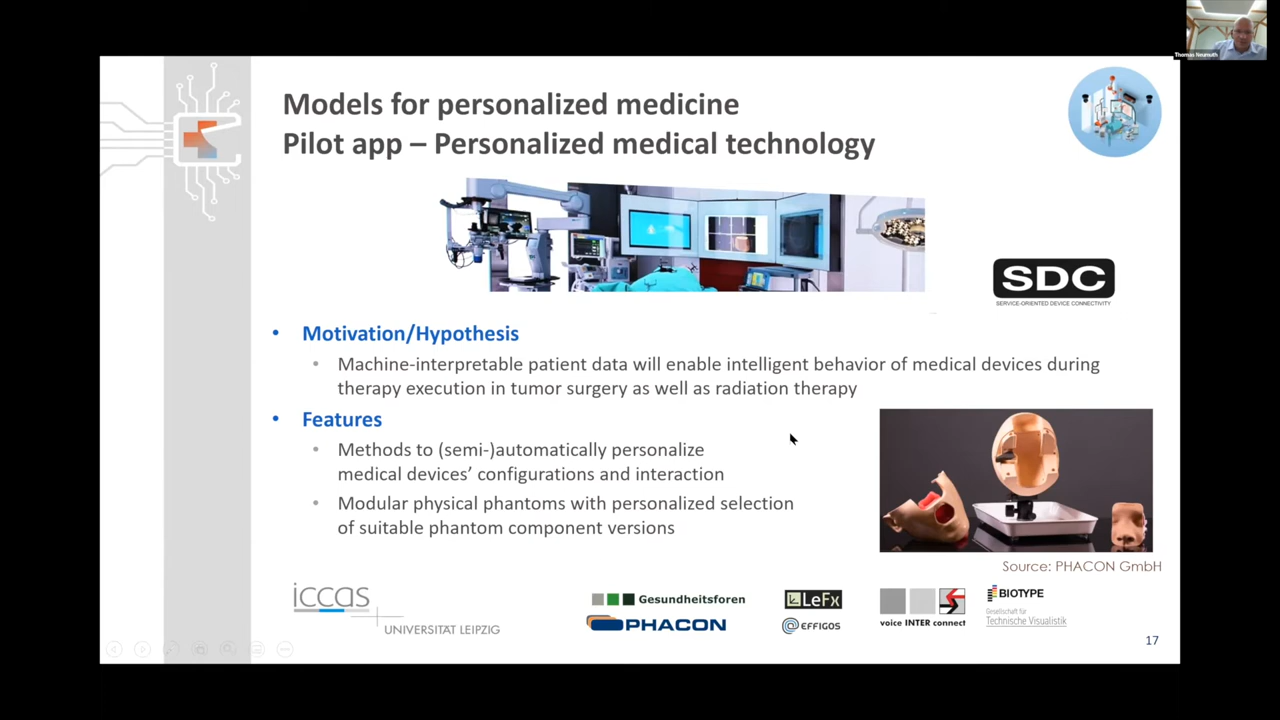 Thomas Neumuth
Models for personalized medicine
Pilot app – Personalized medical technology
SDC
SERVICE-ORIENTED DEVICE CONNECTIVITY
• Motivation/Hypothesis
• Machine-interpretable patient data will enable intelligent behavior of medical devices during
therapy execution in tumor surgery as well as radiation therapy
• Features
• Methods to (semi-)automatically personalize
medical devices’ configurations and interaction
• Modular physical phantoms with personalized selection
of suitable phantom component versions
Source: PHACON GmbH
iccas
UNIVERSITÄT LEIPZIG
Gesundheitsforen
PHACON
LeFx
EFFIGOS
voice INTER connect
BIOTYPE
Gesellschaft für
Technische Visualistik
17